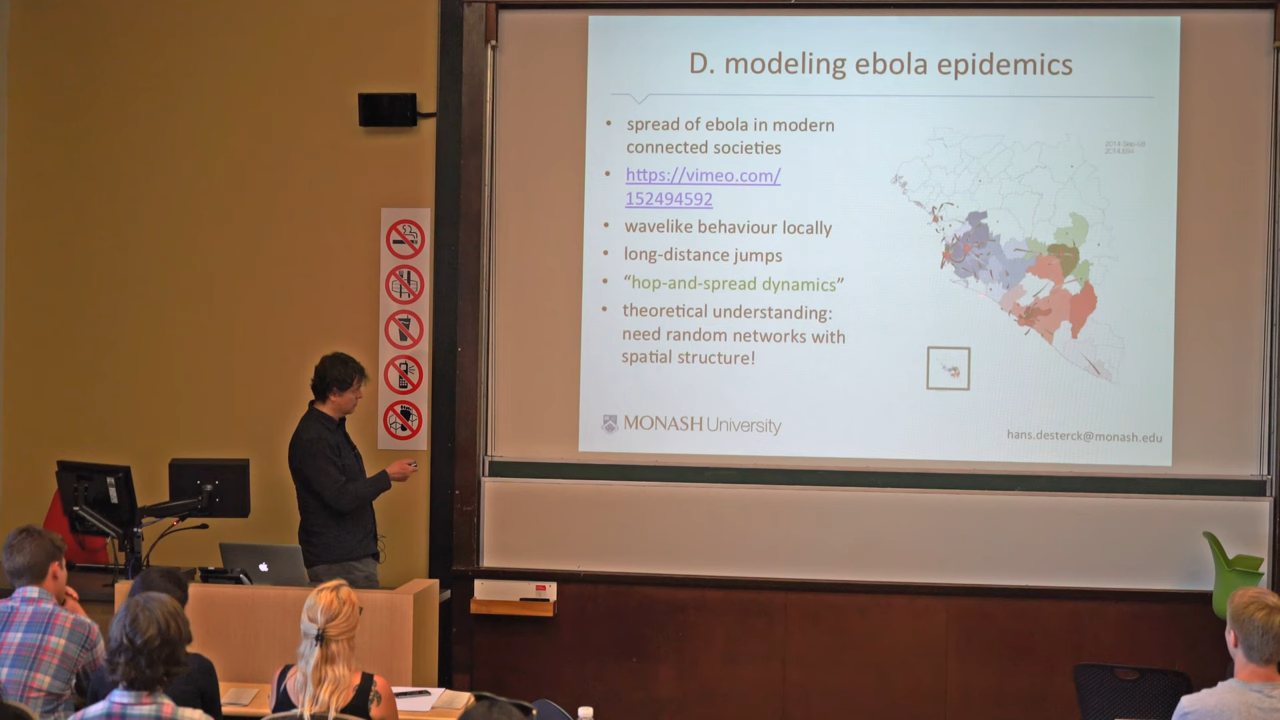 D. modeling ebola epidemics
• spread of ebola in modern
connected societies
• https://vimeo.com/
152494592
• wavelike behaviour locally
• long-distance jumps
• “hop-and-spread dynamics”
• theoretical understanding:
need random networks with
spatial structure!
MONASH University
hans.desterck@monash.edu